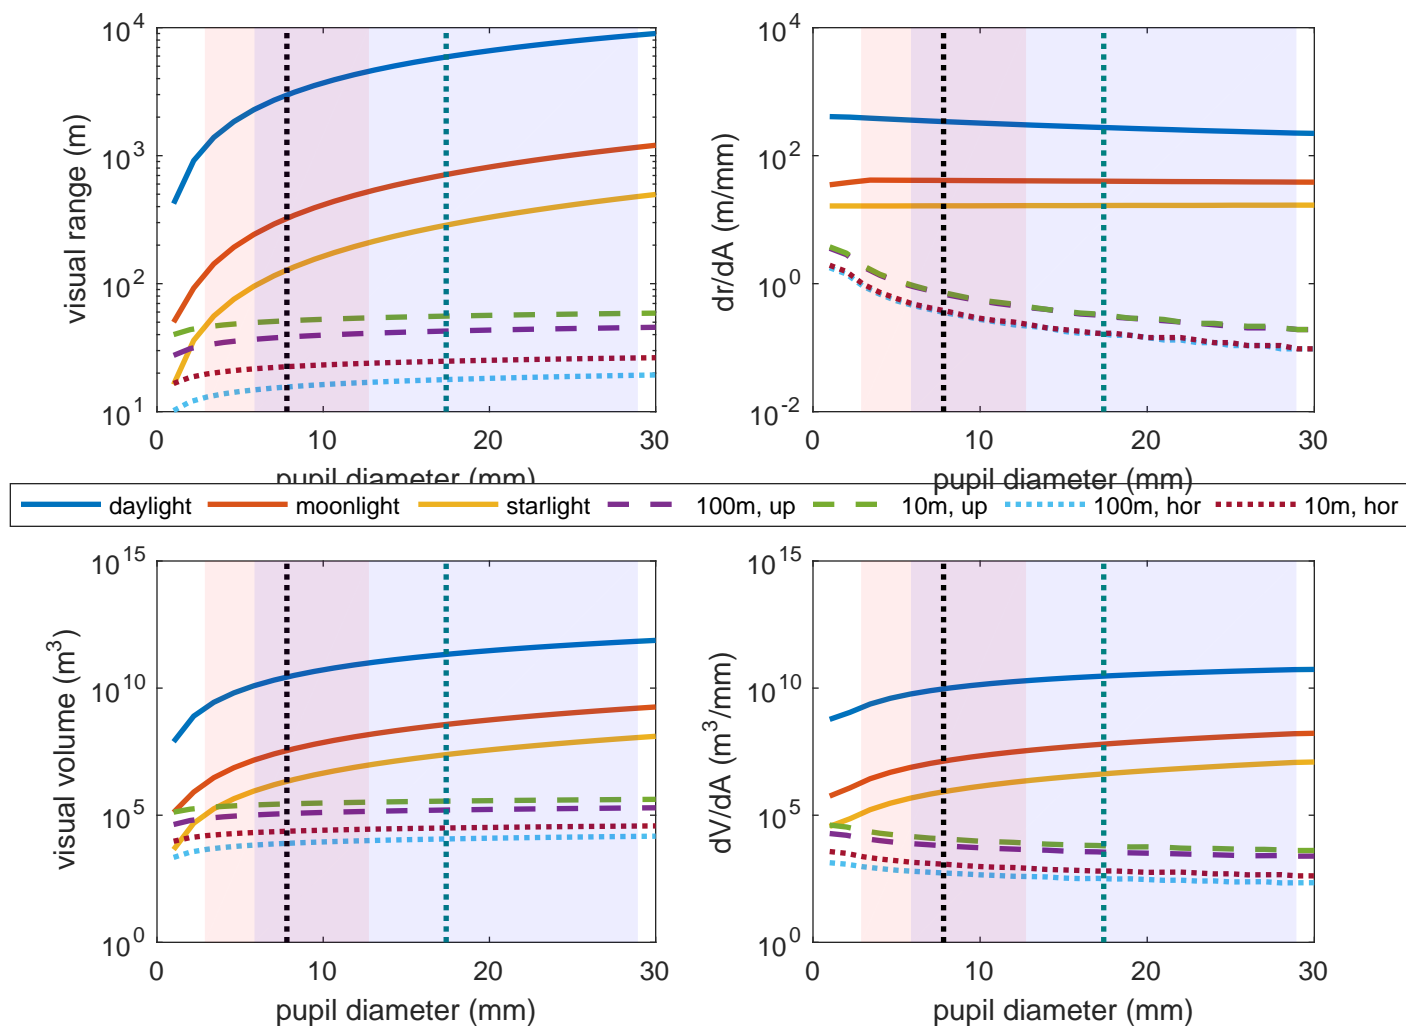 10^4
10^3
10^2
10^1
visual range (m)
0 10 20 30
pupil diameter (mm)
10^4
10^2
10^0
10^-2
dr/dA (m/mm)
0 10 20 30
pupil diameter (mm)
daylight moonlight starlight 100m, up 10m, up 100m, hor 10m, hor
10^15
10^10
10^5
10^0
visual volume (m^3)
0 10 20 30
pupil diameter (mm)
10^15
10^10
10^5
10^0
dV/dA (m^3/mm)
0 10 20 30
pupil diameter (mm)